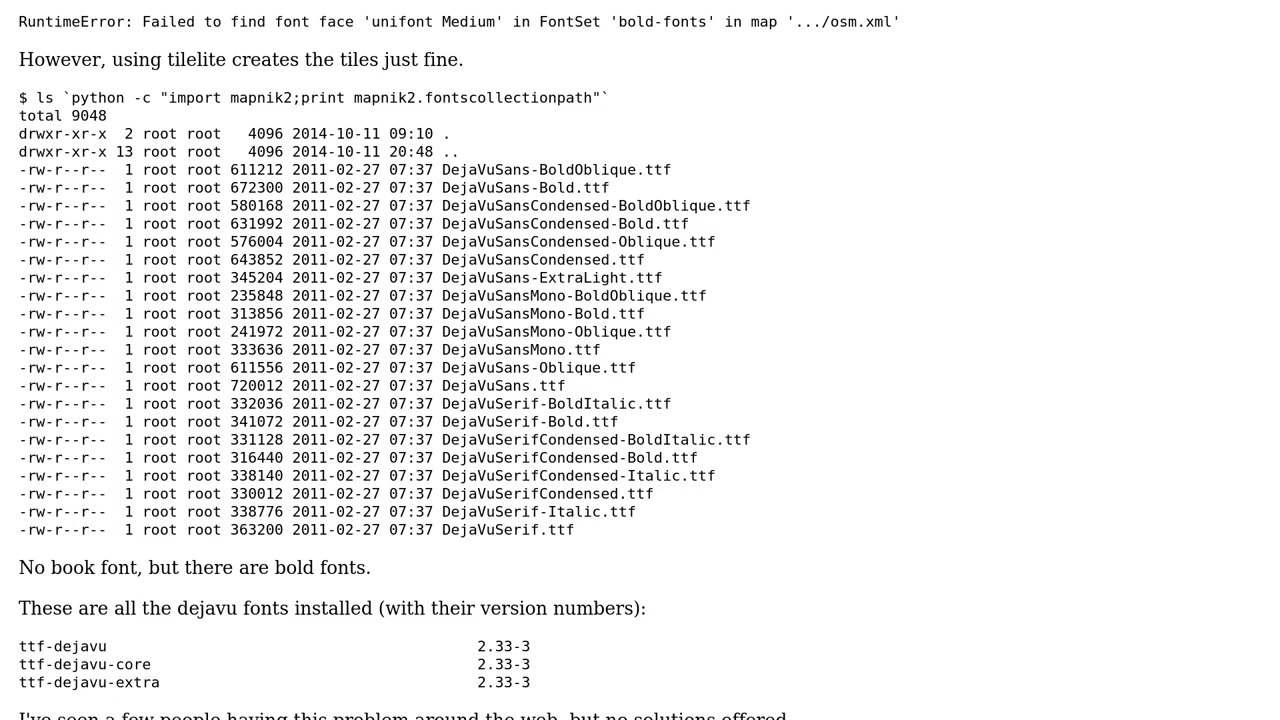 RuntimeError: Failed to find font face 'unifont Medium' in FontSet 'bold-fonts' in map '.../osm.xml'
However, using tilelite creates the tiles just fine.
$ ls `python -c "import mapnik2;print mapnik2.fontscollectionpath"`
total 9048
drwxr-xr-x  2 root root   4096 2014-10-11 09:10 .
drwxr-xr-x 13 root root   4096 2014-10-11 20:48 ..
-rw-r--r--  1 root root 611212 2011-02-27 07:37 DejaVuSans-BoldOblique.ttf
-rw-r--r--  1 root root 672300 2011-02-27 07:37 DejaVuSans-Bold.ttf
-rw-r--r--  1 root root 580168 2011-02-27 07:37 DejaVuSansCondensed-BoldOblique.ttf
-rw-r--r--  1 root root 631992 2011-02-27 07:37 DejaVuSansCondensed-Bold.ttf
-rw-r--r--  1 root root 576004 2011-02-27 07:37 DejaVuSansCondensed-Oblique.ttf
-rw-r--r--  1 root root 643852 2011-02-27 07:37 DejaVuSansCondensed.ttf
-rw-r--r--  1 root root 345204 2011-02-27 07:37 DejaVuSans-ExtraLight.ttf
-rw-r--r--  1 root root 235848 2011-02-27 07:37 DejaVuSansMono-BoldOblique.ttf
-rw-r--r--  1 root root 313856 2011-02-27 07:37 DejaVuSansMono-Bold.ttf
-rw-r--r--  1 root root 241972 2011-02-27 07:37 DejaVuSansMono-Oblique.ttf
-rw-r--r--  1 root root 333636 2011-02-27 07:37 DejaVuSansMono.ttf
-rw-r--r--  1 root root 611556 2011-02-27 07:37 DejaVuSans-Oblique.ttf
-rw-r--r--  1 root root 720012 2011-02-27 07:37 DejaVuSans.ttf
-rw-r--r--  1 root root 332036 2011-02-27 07:37 DejaVuSerif-BoldItalic.ttf
-rw-r--r--  1 root root 341072 2011-02-27 07:37 DejaVuSerif-Bold.ttf
-rw-r--r--  1 root root 331128 2011-02-27 07:37 DejaVuSerifCondensed-BoldItalic.ttf
-rw-r--r--  1 root root 316440 2011-02-27 07:37 DejaVuSerifCondensed-Bold.ttf
-rw-r--r--  1 root root 338140 2011-02-27 07:37 DejaVuSerifCondensed-Italic.ttf
-rw-r--r--  1 root root 330012 2011-02-27 07:37 DejaVuSerifCondensed.ttf
-rw-r--r--  1 root root 338776 2011-02-27 07:37 DejaVuSerif-Italic.ttf
-rw-r--r--  1 root root 363200 2011-02-27 07:37 DejaVuSerif.ttf
No book font, but there are bold fonts.
These are all the dejavu fonts installed (with their version numbers):
ttf-dejavu                                          2.33-3
ttf-dejavu-core                                     2.33-3
ttf-dejavu-extra                                    2.33-3
I've seen a few people having this problem around the web, but no solutions offered.